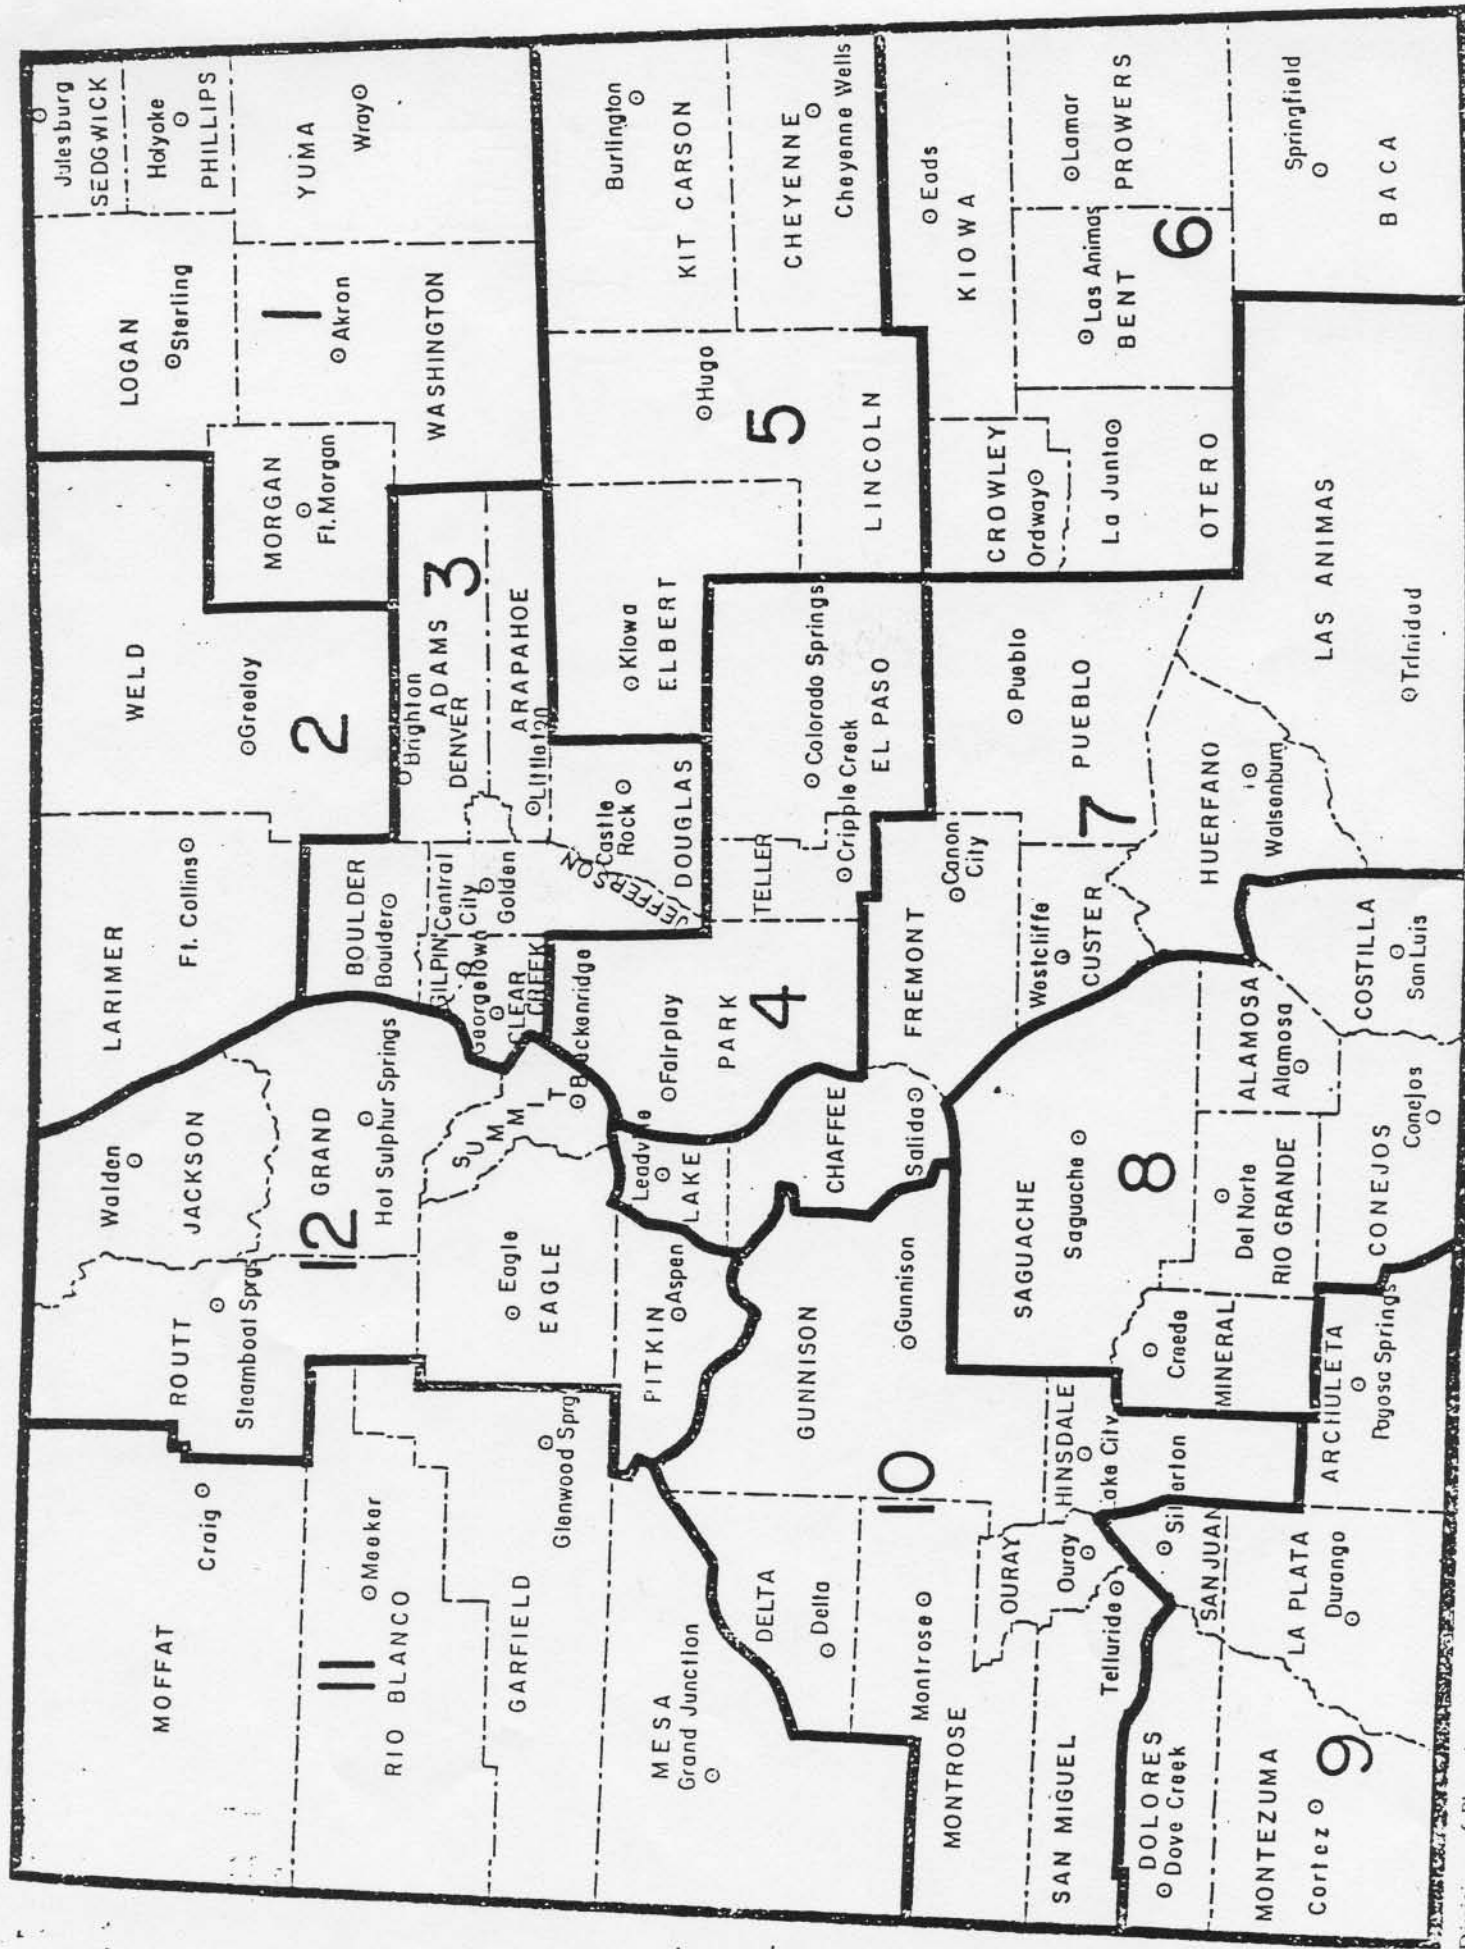 MOFFAT
Craig
ROUTT
Steamboat Sprgs
Walden
JACKSON
LARIMER
Ft. Collins
WELD
Greeley
2
LOGAN
Sterling
Julesburg
SEDGWICK
Holyoke
PHILLIPS
1
Akron
WASHINGTON
YUMA
Wray
MORGAN
Ft. Morgan
11
Meeker
RIO BLANCO
12
GRAND
Hot Sulphur Springs
BOULDER
Boulder
GILPIN
Central
City
Golden
Georgetown
CLEAR
CREEK
JEFFERSON
Brighton
ADAMS
3
DENVER
ARAPAHOE
GARFIELD
Glenwood Sprg
Eagle
EAGLE
SUMMIT
Castle
Rock
DOUGLAS
Kiowa
ELBERT
Hugo
5
LINCOLN
Burlington
KIT CARSON
CHEYENNE
Cheyenne Wells
MESA
Grand Junction
PITKIN
Aspen
LAKE
Fairplay
PARK
4
TELLER
Cripple Creek
Colorado Springs
EL PASO
DELTA
Delta
GUNNISON
Gunnison
10
CHAFFEE
Salida
FREMONT
Canon
City
Westcliffe
CUSTER
Pueblo
PUEBLO
7
CROWLEY
Ordway
La Junta
OTERO
Eads
KIOWA
Las Animas
BENT
6
Lamar
PROWERS
Springfield
BACA
Montrose
MONTROSE
OURAY
Ouray
HINSDALE
Lake City
SAGUACHE
Saguache
8
SAN MIGUEL
Telluride
DOLORES
Dove Creek
SAN JUAN
Creede
MINERAL
Del Norte
RIO GRANDE
ALAMOSA
Alamosa
HUERFANO
Walsenburg
LAS ANIMAS
Trinidad
MONTEZUMA
Cortez
9
LA PLATA
Durango
ARCHULETA
Pagosa Springs
CONEJOS
Conejos
COSTILLA
San Luis